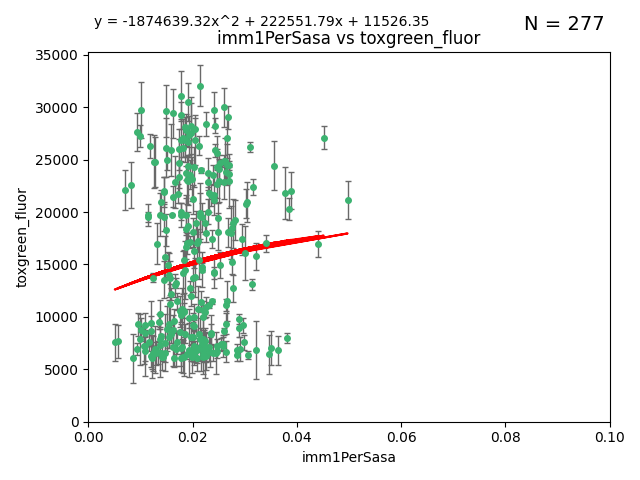 y = -1874639.32x^2 + 222551.79x + 11526.35
N = 277
imm1PerSasa vs toxgreen_fluor
35000
30000
25000
20000
15000
10000
5000
0
toxgreen_fluor
0.00 0.02 0.04 0.06 0.08 0.10
imm1PerSasa